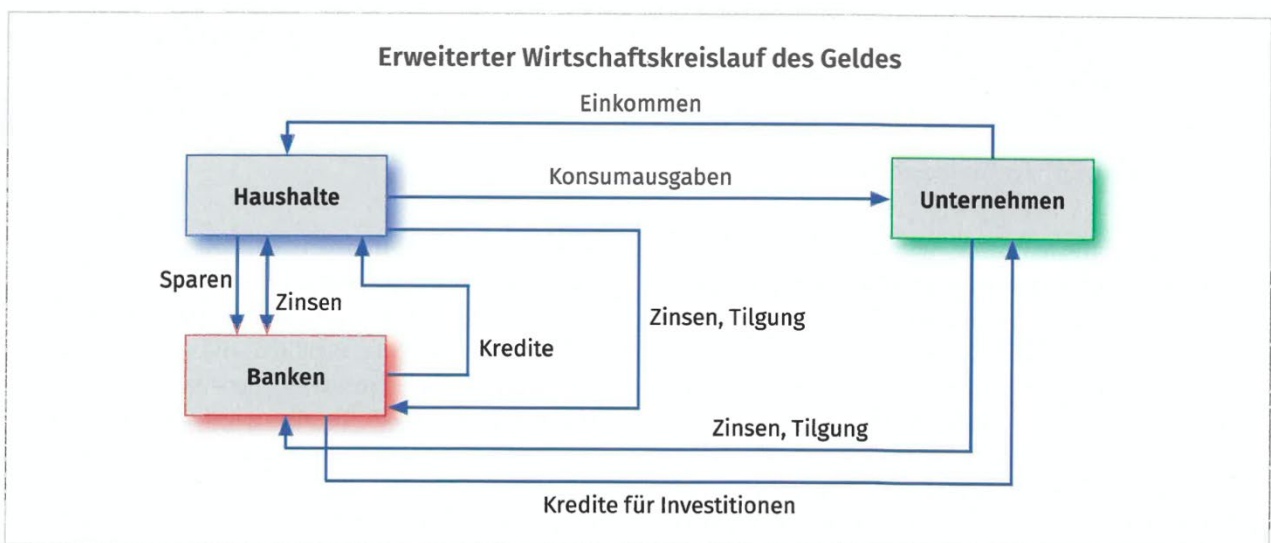 Erweiterter Wirtschaftskreislauf des Geldes
Einkommen
Haushalte
Konsumausgaben
Unternehmen
Sparen
Zinsen
Zinsen, Tilgung
Kredite
Banken
Zinsen, Tilgung
Kredite für Investitionen